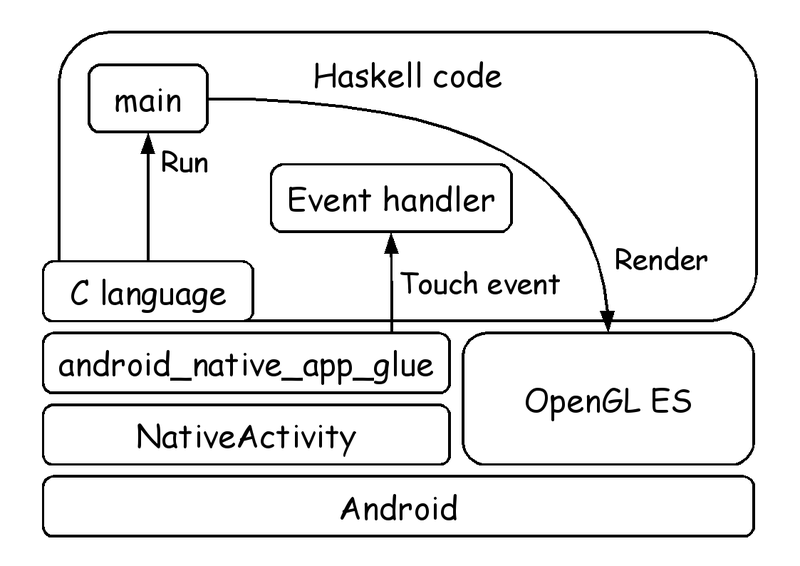 Haskell code
main
Run
Event handler
Render
Touch event
C language
android_native_app_glue
OpenGL ES
NativeActivity
Android